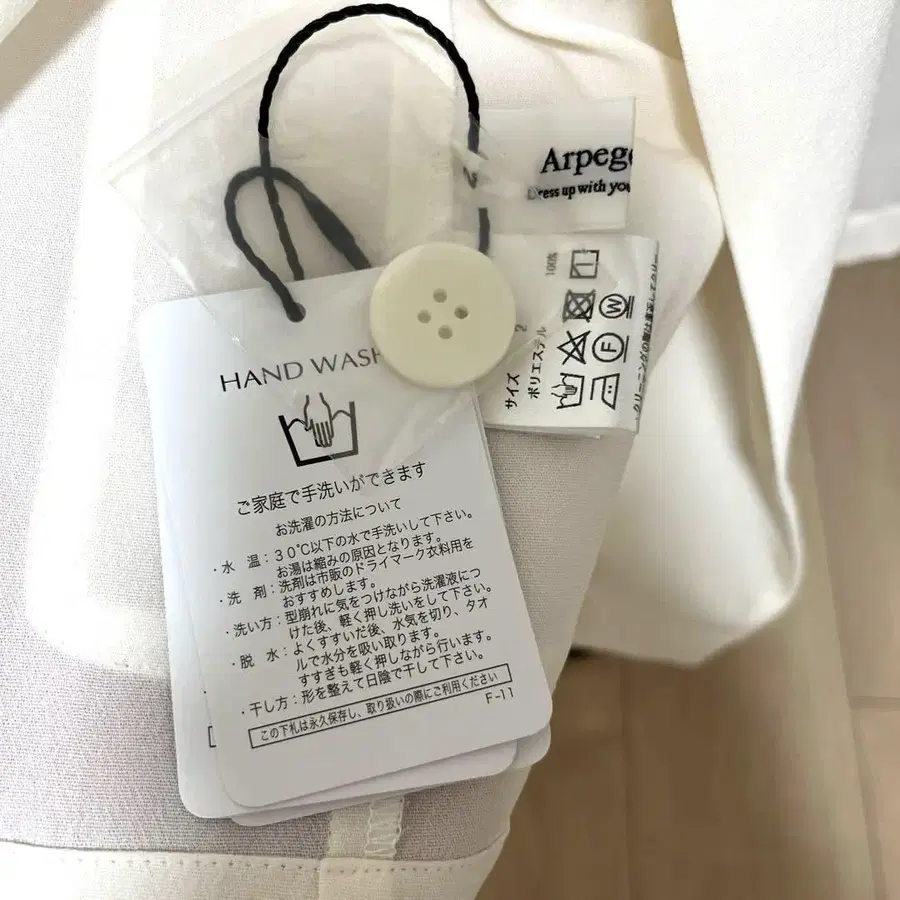 Arpeg
ress up with you
100%
サイズ 2
ポリエステル
HAND WASH
ご家庭で手洗いができます
お洗濯の方法について
・水 温：30℃以下の水で手洗いして下さい。
お湯は縮みの原因となります。
・洗 剤：洗剤は市販のドライマーク衣料用を
おすすめします。
・洗い方：型崩れに気をつけながら洗濯液につ
けた後、軽く押し洗いをして下さい。
・脱 水：よくすすいだ後、水気を切り、タオ
ルで水分を吸い取ります。
すすぎも軽く押しながら行います。
・干し方：形を整えて日陰で干して下さい。
この下札は永久保存し、取り扱いの際にご利用ください
F-11